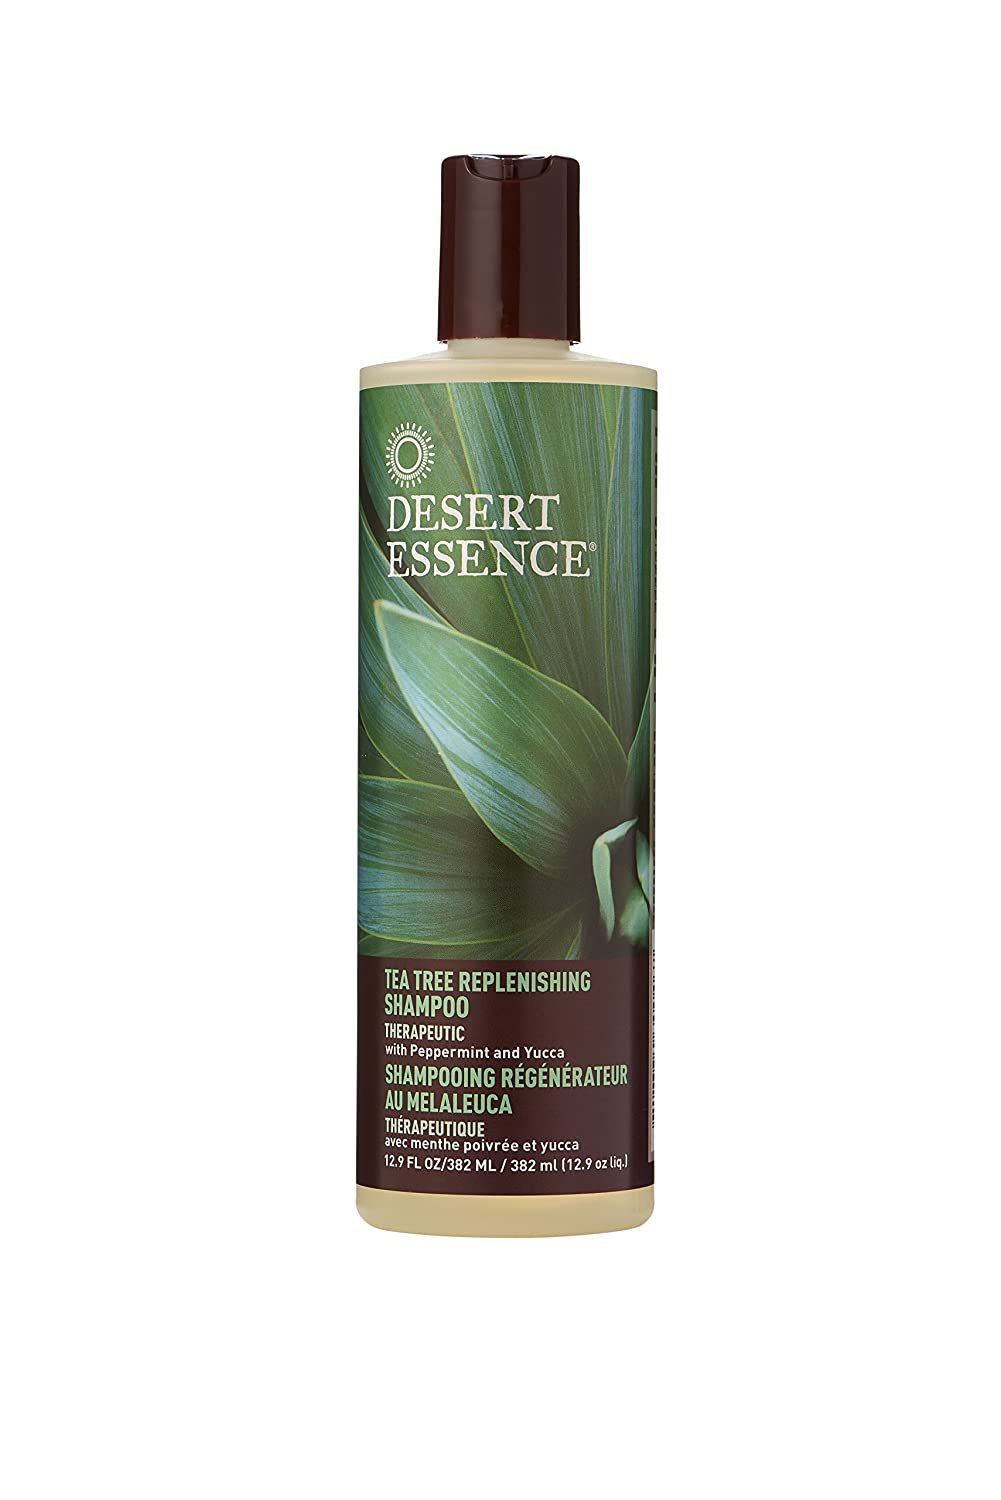 DESERT
ESSENCE®
TEA TREE REPLENISHING
SHAMPOO
THERAPEUTIC
with Peppermint and Yucca
SHAMPOOING RÉGÉNÉRATEUR
AU MELALEUCA
THÉRAPEUTIQUE
avec menthe poivrée et yucca
12.9 FL OZ/382 ML / 382 ml (12.9 oz liq.)